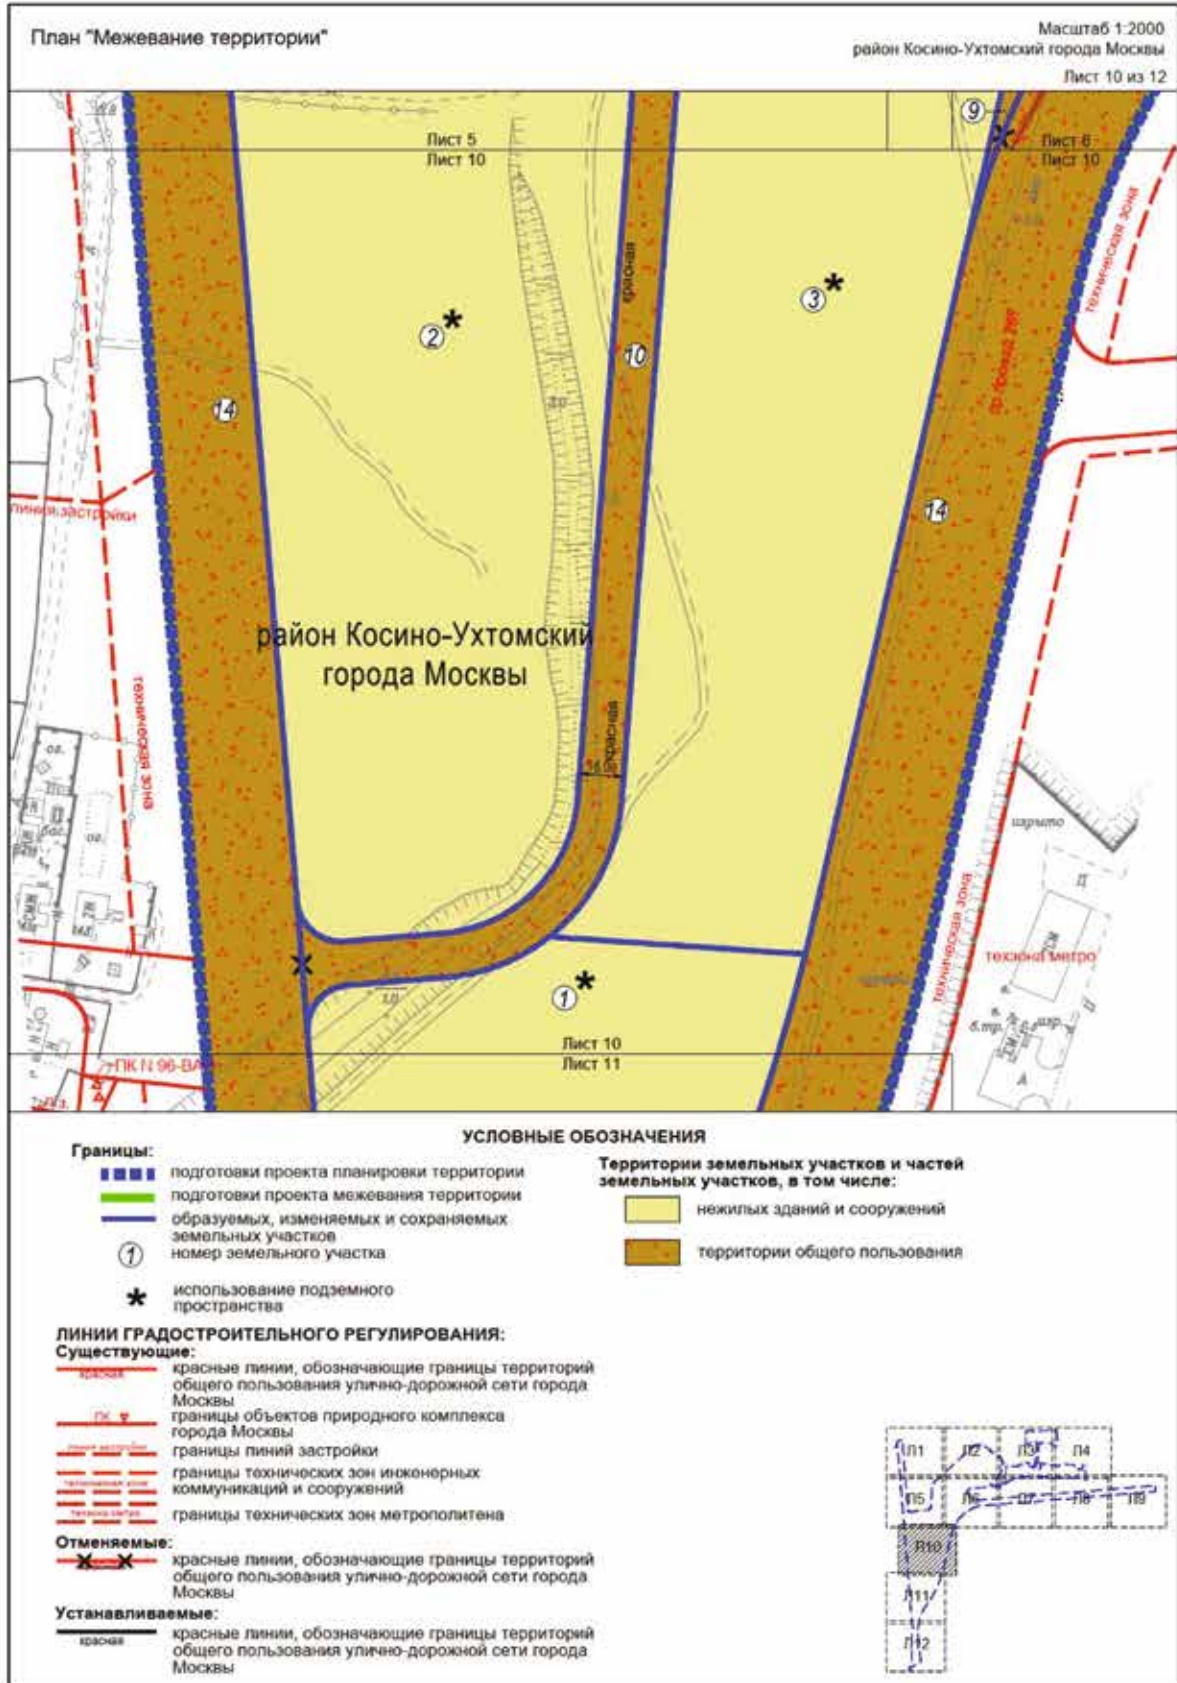 План "Межевание территории"
Масштаб 1:2000
район Косино-Ухтомский города Москвы
Лист 10 из 12
Лист 5
Лист 10
9
Лист 6
Лист 10
техническая зона
красная
3
2
10
14
14
линия застройки
район Косино-Ухтомский
города Москвы
техническая зона
красная
техническая зона
техзона метро
1
Лист 10
Лист 11
УСЛОВНЫЕ ОБОЗНАЧЕНИЯ
Границы:
подготовки проекта планировки территории
подготовки проекта межевания территории
образуемых, изменяемых и сохраняемых
земельных участков
1
номер земельного участка
использование подземного
пространства
Территории земельных участков и частей
земельных участков, в том числе:
нежилых зданий и сооружений
территории общего пользования
ЛИНИИ ГРАДОСТРОИТЕЛЬНОГО РЕГУЛИРОВАНИЯ:
Существующие:
красная
красные линии, обозначающие границы территорий
общего пользования улично-дорожной сети города
Москвы
ПК
границы объектов природного комплекса
города Москвы
линия застройки
границы линий застройки
техническая зона
границы технических зон инженерных
коммуникаций и сооружений
техзона метро
границы технических зон метрополитена
Отменяемые:
красные линии, обозначающие границы территорий
общего пользования улично-дорожной сети города
Москвы
Устанавливаемые:
красная
красные линии, обозначающие границы территорий
общего пользования улично-дорожной сети города
Москвы
Л1 Л2 Л3 Л4
Л5 Л6 Л7 Л8 Л9
Л10
Л11
Л12